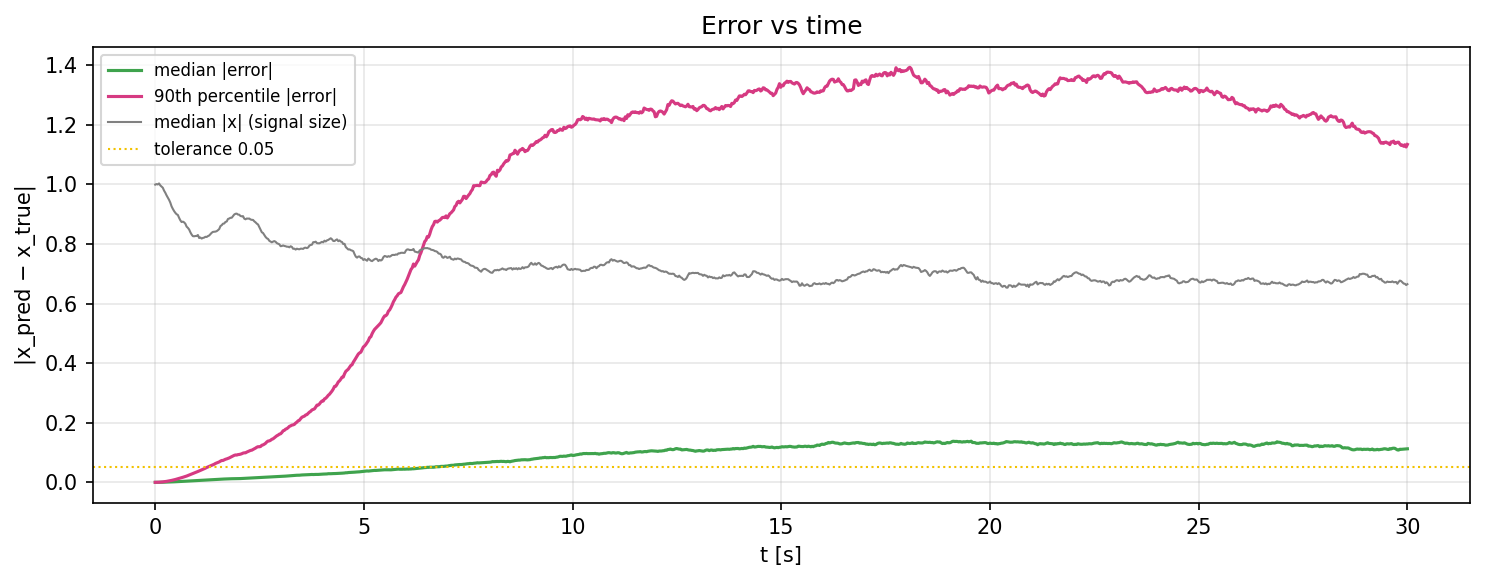 Error vs time
median |error|
90th percentile |error|
median |x| (signal size)
tolerance 0.05
|x_pred − x_true|
1.4
1.2
1.0
0.8
0.6
0.4
0.2
0.0
0 5 10 15 20 25 30
t [s]